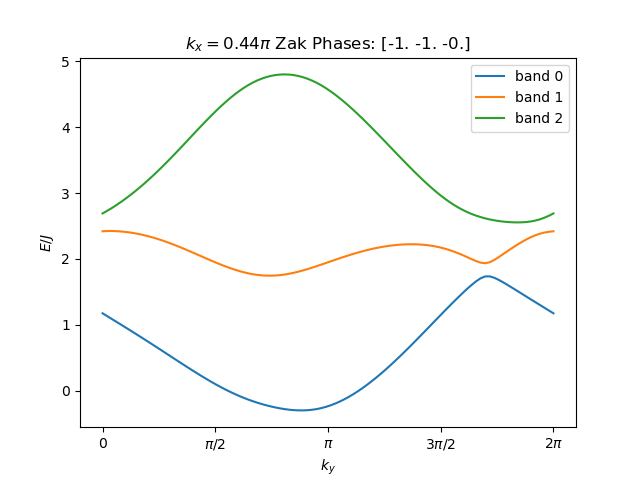 $k_x = 0.44\pi$ Zak Phases: [-1. -1. -0.]
5
4
3
2
1
0
E/J
band 0
band 1
band 2
0
π/2
π
3π/2
2π
$k_y$